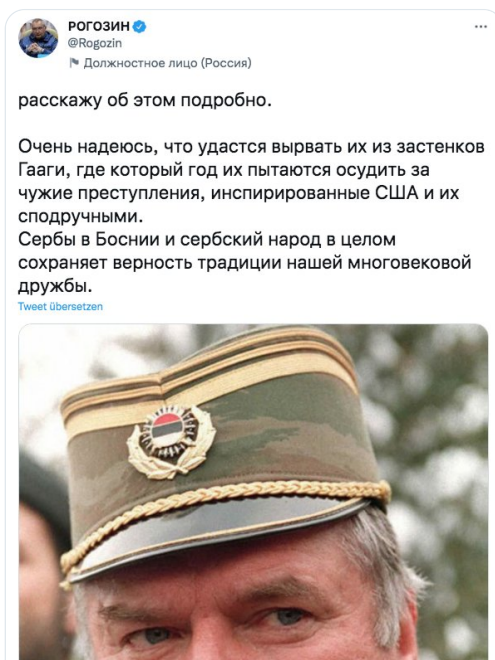 РОГОЗИН
@Rogozin
Должностное лицо (Россия)
расскажу об этом подробно.
Очень надеюсь, что удастся вырвать их из застенков
Гааги, где который год их пытаются осудить за
чужие преступления, инспирированные США и их
сподручными.
Сербы в Боснии и сербский народ в целом
сохраняет верность традиции нашей многовековой
дружбы.
Tweet übersetzen